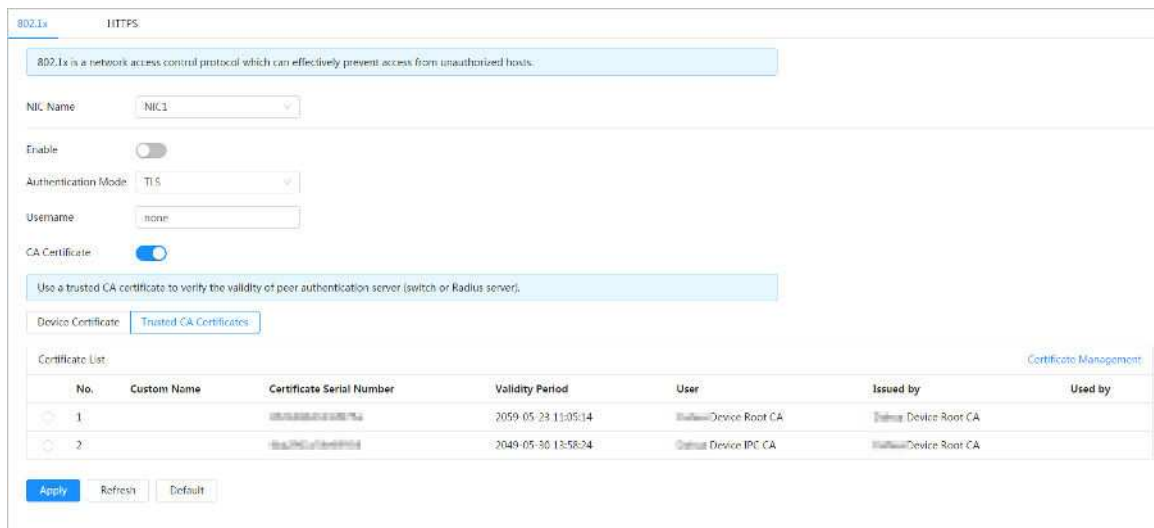 802.1x HTTPS
802.1x is a network access control protocol which can effectively prevent access from unauthorized hosts.
NIC Name NIC1
Enable
Authentication Mode TLS
Username none
CA Certificate
Use a trusted CA certificate to verify the validity of peer authentication server (switch or Radius server).
Device Certificate Trusted CA Certificates
Certificate List Certificate Management
No. Custom Name Certificate Serial Number Validity Period User Issued by Used by
1 2059-05-23 11:05:14 Device Root CA Device Root CA
2 2049-05-30 13:58:24 Device IPC CA Device Root CA
Apply Refresh Default